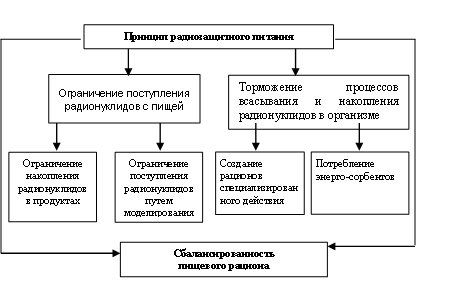 Принцип радиозащитного питания
Ограничение поступления
радионуклидов с пищей
Торможение процессов
всасывания и накопления
радионуклидов в организме
Ограничение
накопления
радионуклидов
в продуктах
Ограничение
поступления
радионуклидов
путем
моделирования
Создание
рационов
специализирован
ного действия
Потребление
энерго-сорбентов
Сбалансированность
пищевого рациона